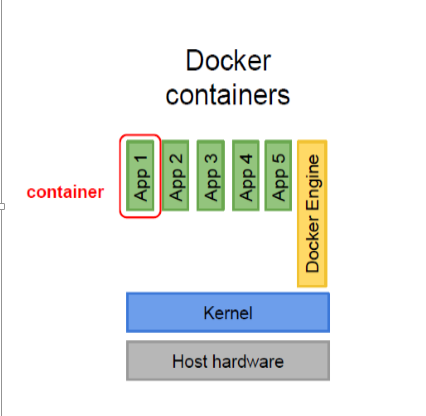 Docker
containers
container
App 1
App 2
App 3
App 4
App 5
Docker Engine
Kernel
Host hardware